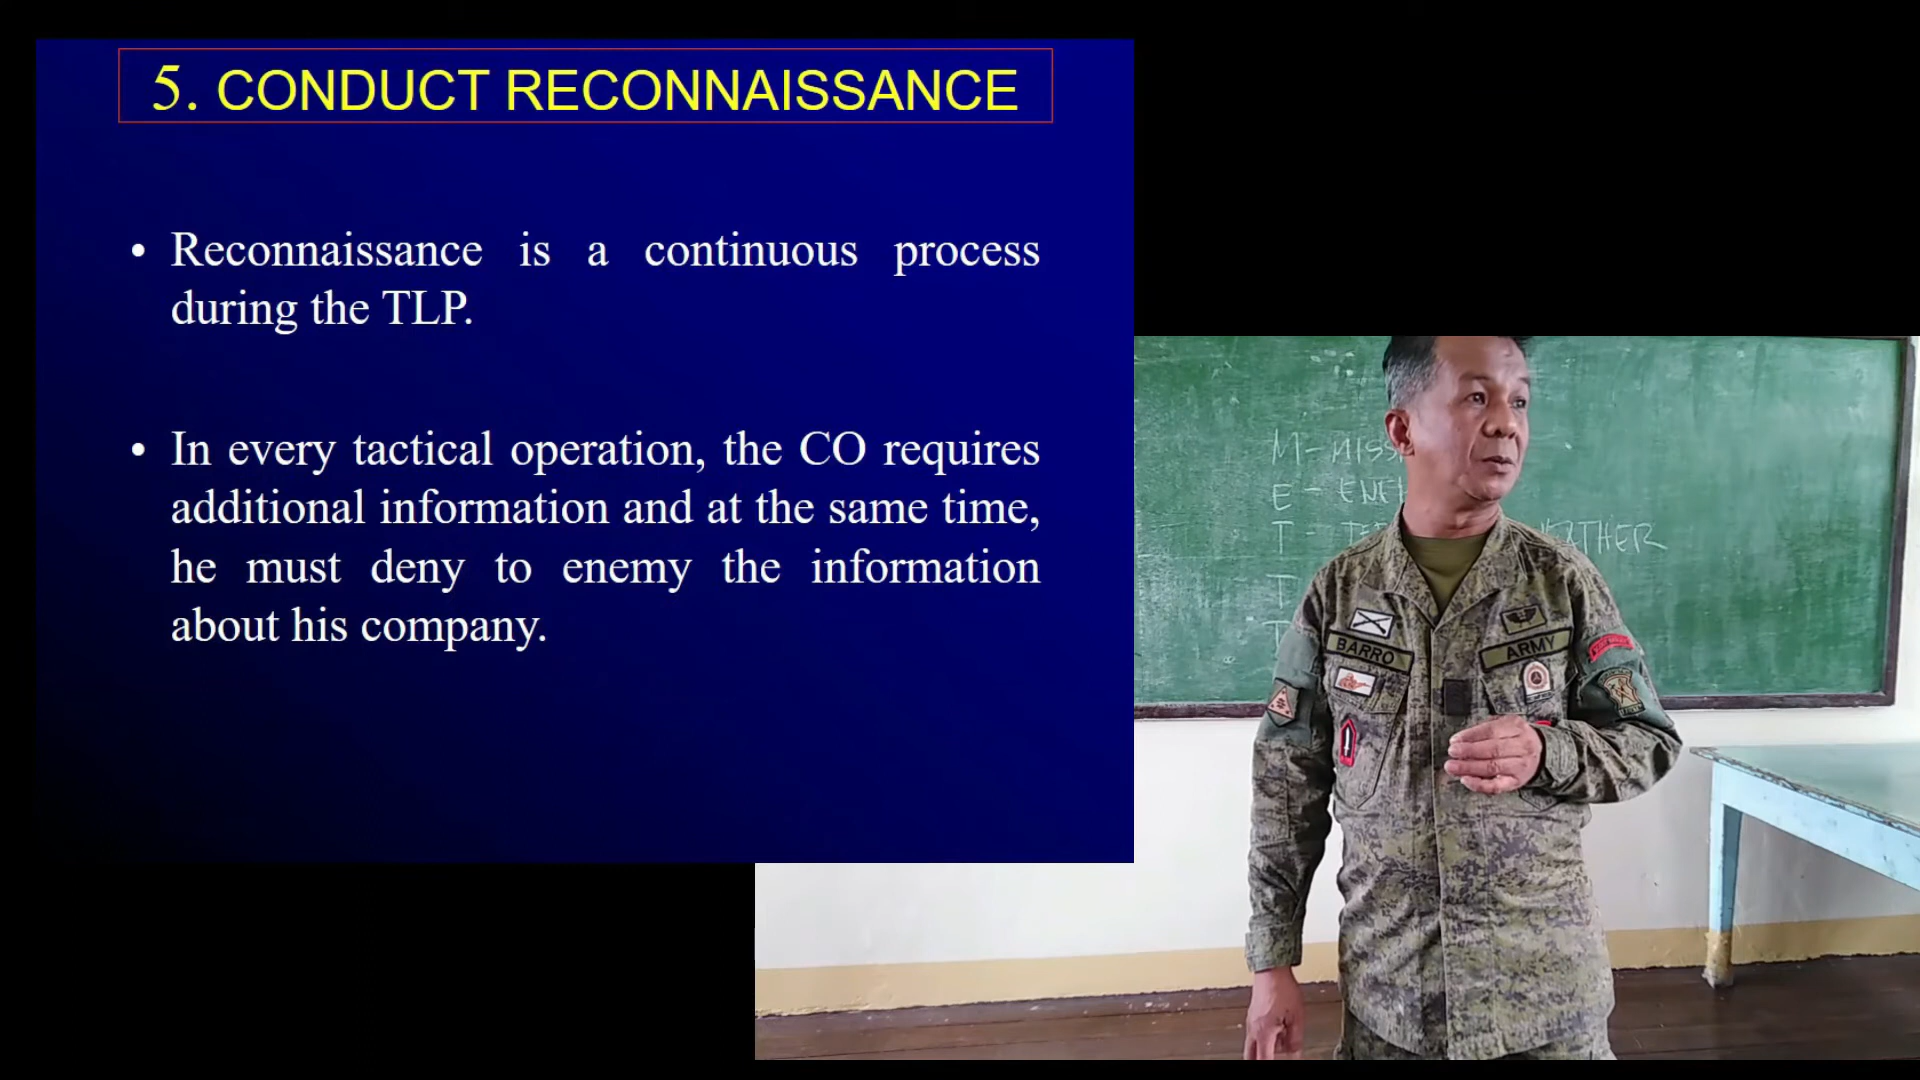 5. CONDUCT RECONNAISSANCE
• Reconnaissance is a continuous process
during the TLP.
• In every tactical operation, the CO requires
additional information and at the same time,
he must deny to enemy the information
about his company.
M - MISS
E - ENE
T - TE WEATHER
T
T
BARRO
ARMY